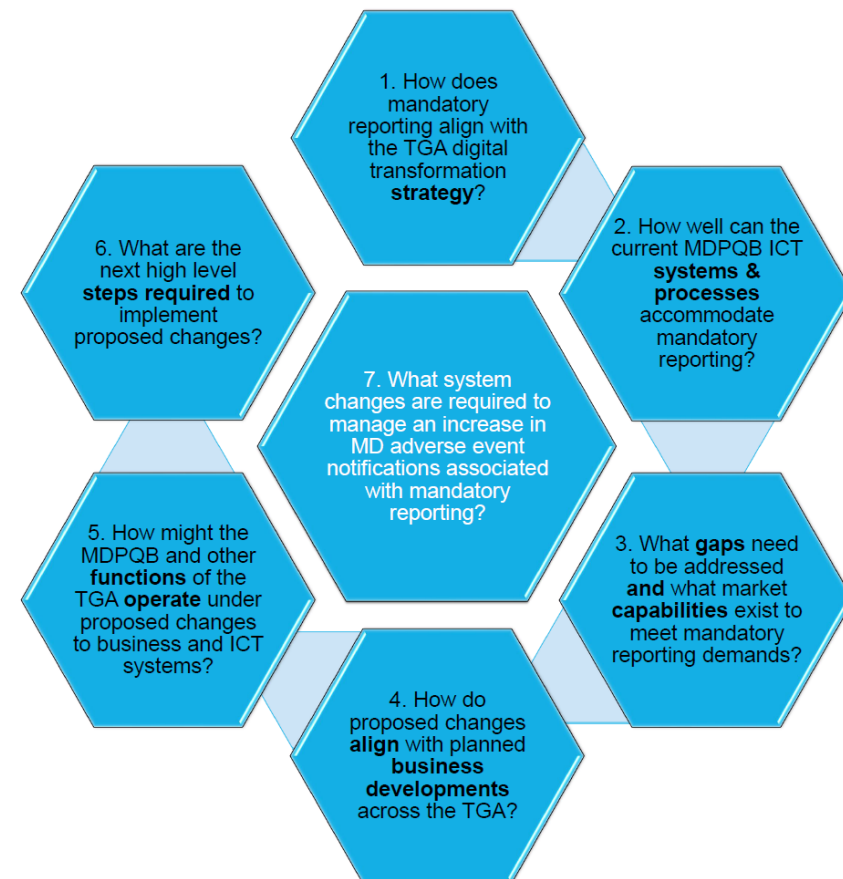 1. How does
mandatory
reporting align with
the TGA digital
transformation
strategy?
2. How well can the
current MDPQB ICT
systems &
processes
accommodate
mandatory
reporting?
3. What gaps need
to be addressed
and what market
capabilities exist to
meet mandatory
reporting demands?
4. How do
proposed changes
align with planned
business
developments
across the TGA?
5. How might the
MDPQB and other
functions of the
TGA operate under
proposed changes
to business and ICT
systems?
6. What are the
next high level
steps required to
implement
proposed changes?
7. What system
changes are required to
manage an increase in
MD adverse event
notifications associated
with mandatory
reporting?